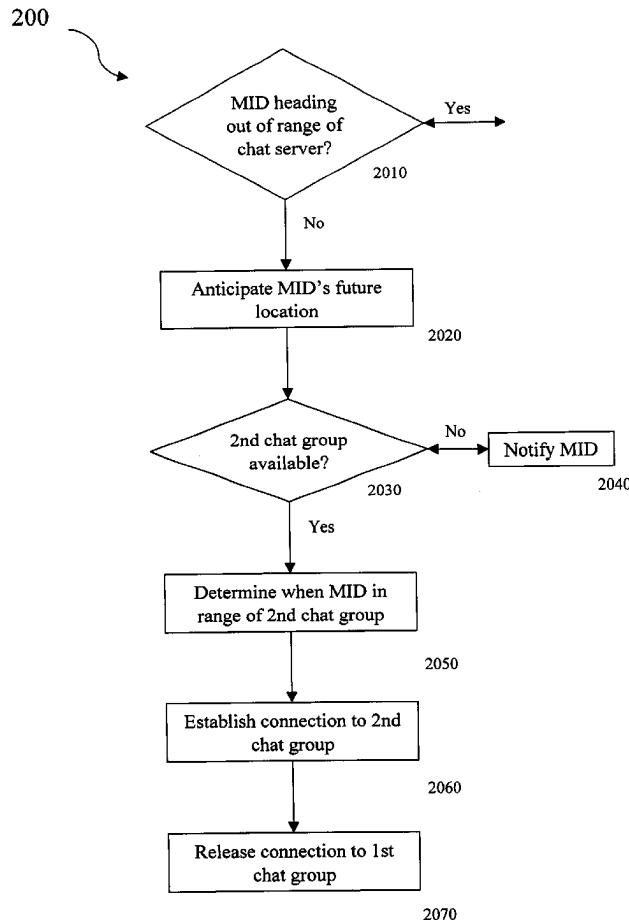 200
MID heading
out of range of
chat server?
Yes
2010
No
Anticipate MID's future
location
2020
2nd chat group
available?
No
Notify MID
2030
2040
Yes
Determine when MID in
range of 2nd chat group
2050
Establish connection to 2nd
chat group
2060
Release connection to 1st
chat group
2070